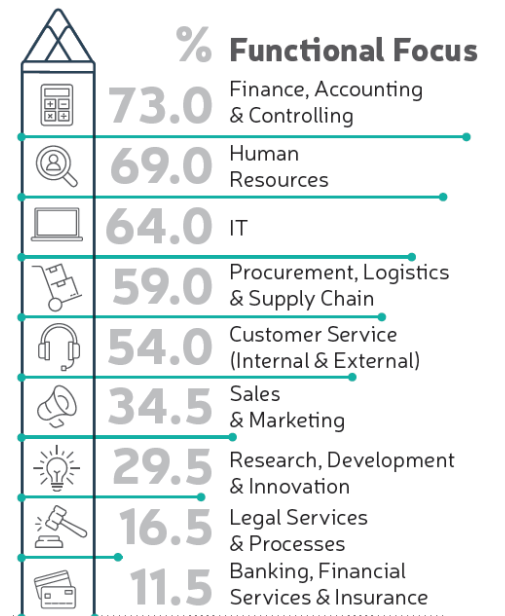 % Functional Focus
73.0 Finance, Accounting
& Controlling
69.0 Human
Resources
64.0 IT
59.0 Procurement, Logistics
& Supply Chain
54.0 Customer Service
(Internal & External)
34.5 Sales
& Marketing
29.5 Research, Development
& Innovation
16.5 Legal Services
& Processes
11.5 Banking, Financial
Services & Insurance